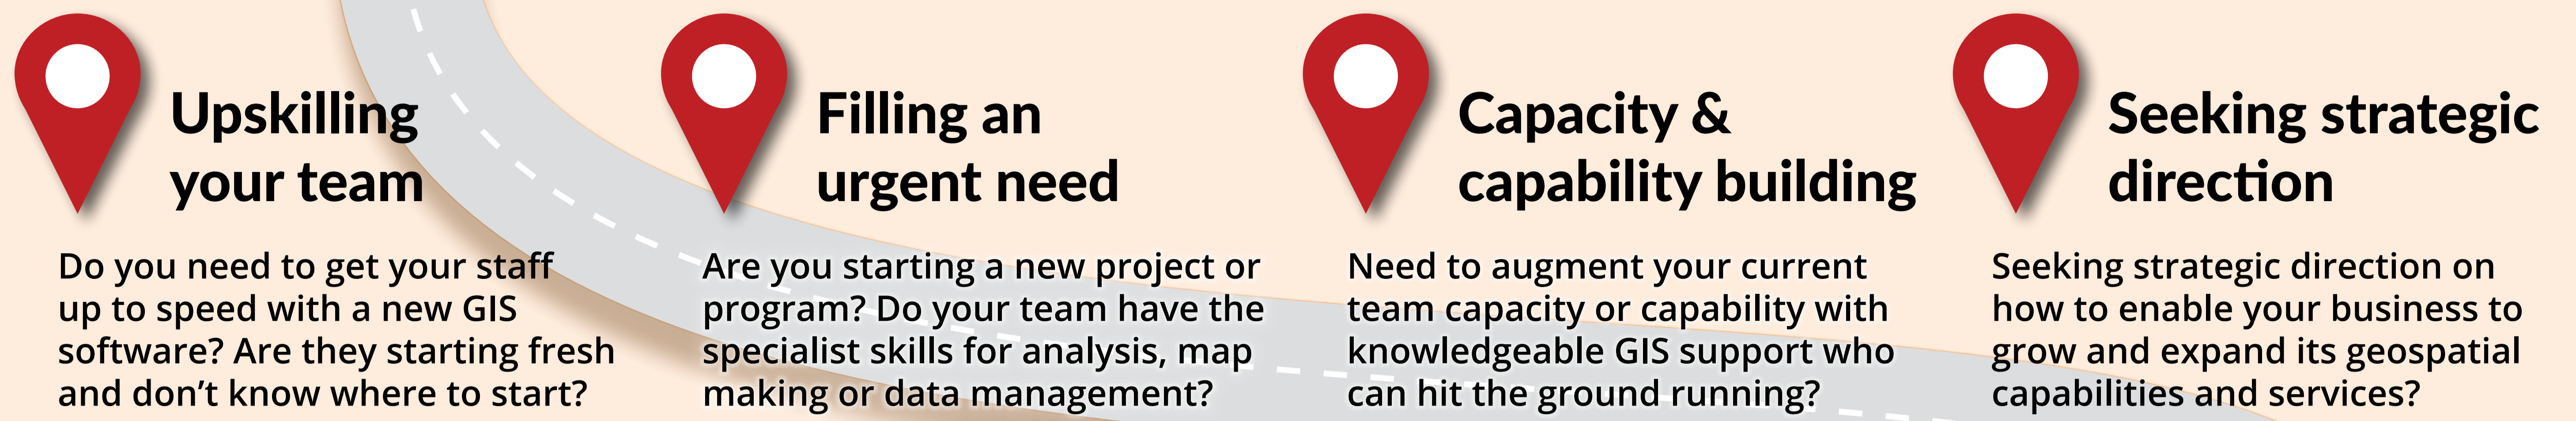 Upskilling
your team
Do you need to get your staff
up to speed with a new GIS
software? Are they starting fresh
and don’t know where to start?
Filling an
urgent need
Are you starting a new project or
program? Do your team have the
specialist skills for analysis, map
making or data management?
Capacity &
capability building
Need to augment your current
team capacity or capability with
knowledgeable GIS support who
can hit the ground running?
Seeking strategic
direction
Seeking strategic direction on
how to enable your business to
grow and expand its geospatial
capabilities and services?